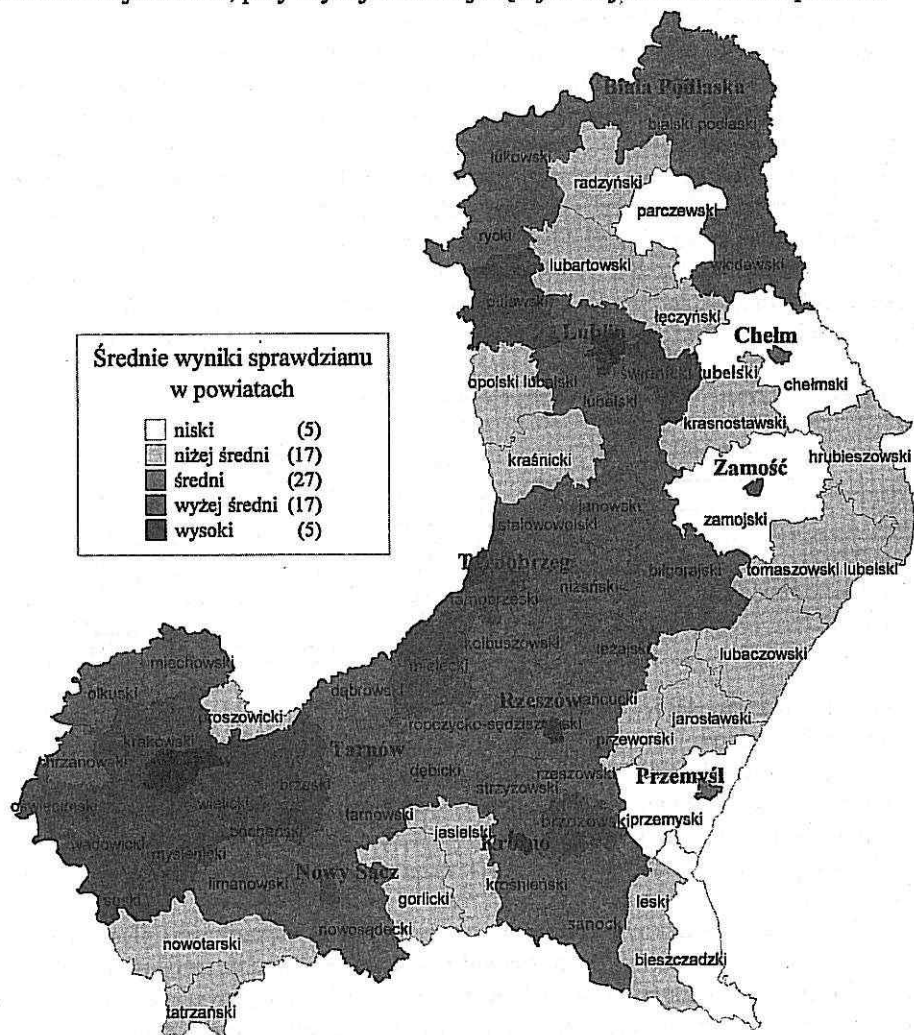 Biała Podlaska
bialski podlaski
łukowski
radzyński
parczewski
rycki
lubartowski
włodawski
puławski
łęczyński
Lublin
Chełm
Średnie wyniki sprawdzianu
w powiatach
niski (5)
niżej średni (17)
średni (27)
wyżej średni (17)
wysoki (5)
opolski lubelski
świdnicki
lubelski
chełmski
lubelski
krasnostawski
hrubieszowski
kraśnicki
Zamość
zamojski
janowski
stalowowolski
Tarnobrzeg
biłgorajski
tomaszowski lubelski
niżański
tarnobrzeski
kolbuszowski
leżajski
lubaczowski
miechowski
mielecki
olkuski
dąbrowski
proszowicki
Rzeszów
łańcucki
jarosławski
ropczycko-sędziszowski
krakowski
przeworski
Tarnów
chrzanowski
dębicki
rzeszowski
Przemyśl
brzeski
strzyżowski
oświęcimski
wielicki
tarnowski
brzozowski
przemyski
bocheński
jasielski
wadowicki
Krosno
myślenicki
Nowy Sącz
limanowski
gorlicki
krośnieński
leski
suski
sanocki
nowosądecki
nowotarski
bieszczadzki
tatrzański